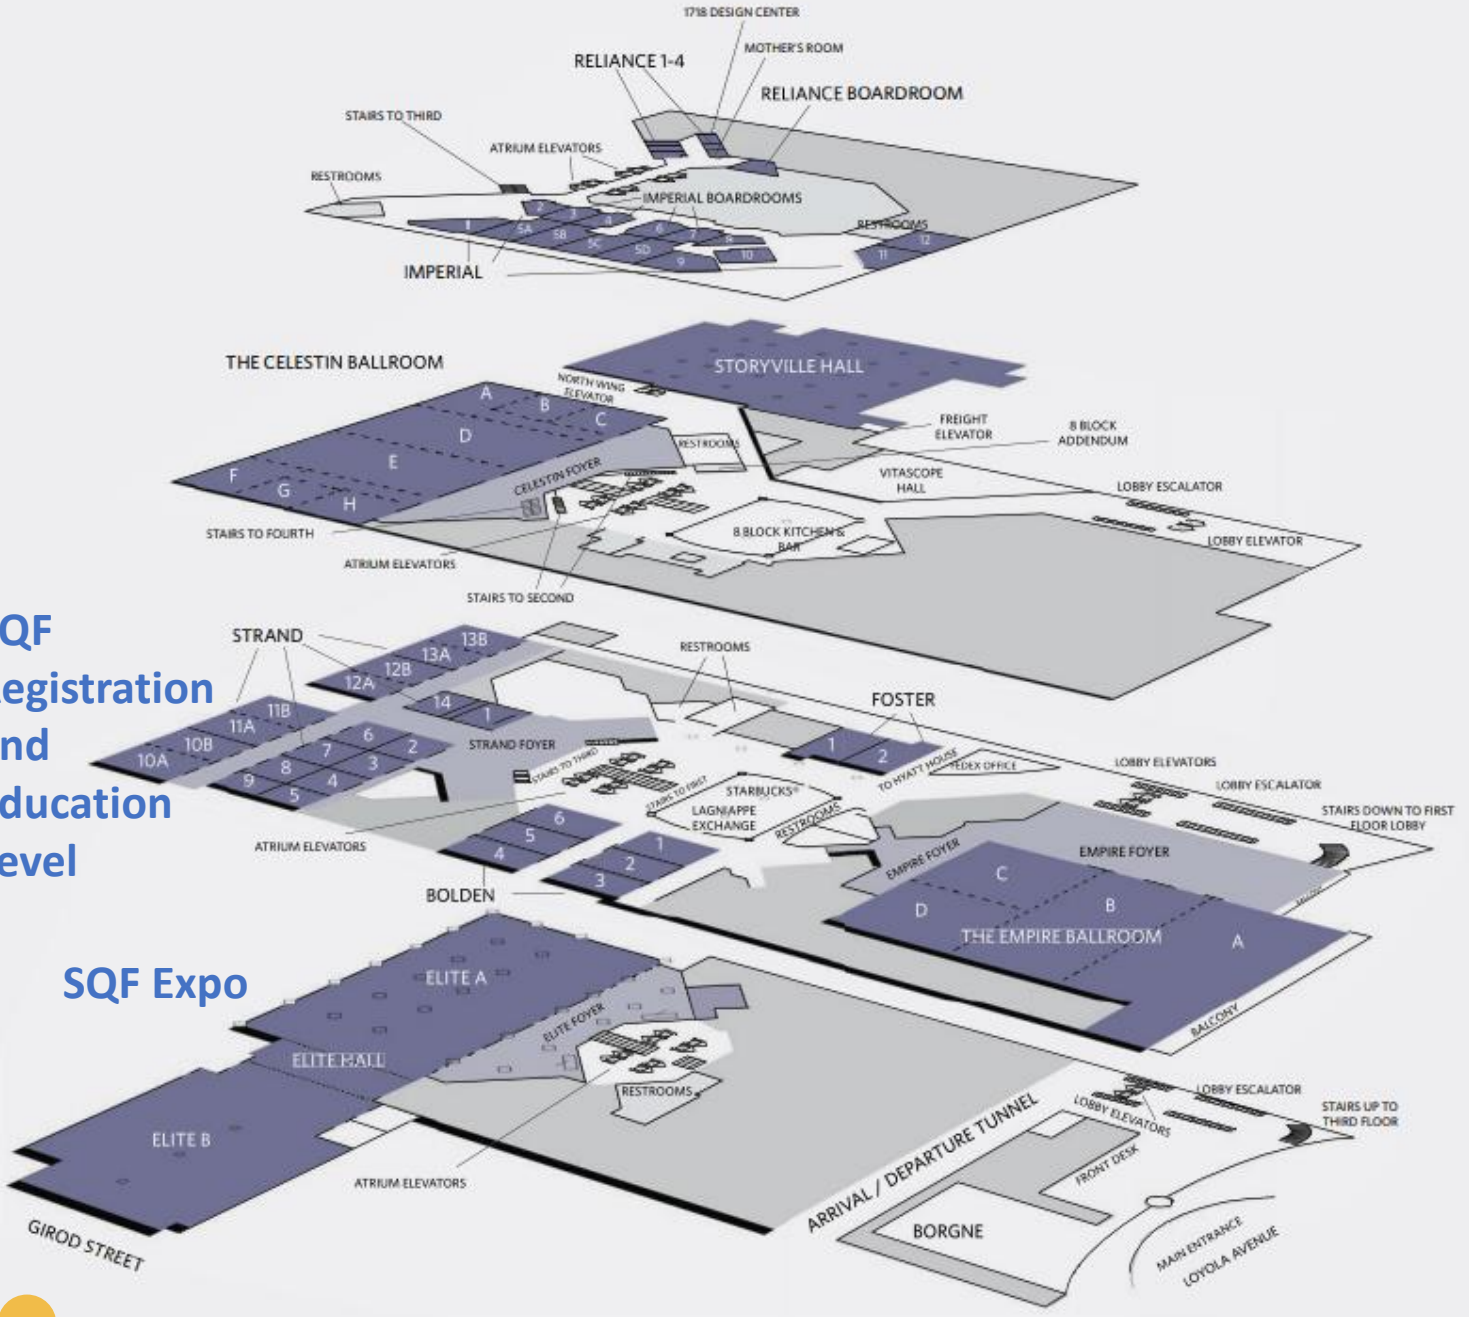 1718 DESIGN CENTER
MOTHER'S ROOM
RELIANCE 1-4
RELIANCE BOARDROOM
STAIRS TO THIRD
ATRIUM ELEVATORS
RESTROOMS
IMPERIAL BOARDROOMS
RESTROOMS
1
2
3
4
5A
5B
5C
5D
6
7
8
9
10
11
12
IMPERIAL
THE CELESTIN BALLROOM
STORYVILLE HALL
NORTH WING
ELEVATOR
A
B
C
D
E
F
G
H
CELESTIN FOYER
RESTROOMS
FREIGHT
ELEVATOR
8 BLOCK
ADDENDUM
VITASCOPE
HALL
LOBBY ESCALATOR
LOBBY ELEVATOR
8 BLOCK KITCHEN &
BAR
STAIRS TO FOURTH
ATRIUM ELEVATORS
STAIRS TO SECOND
QF
egistration
nd
ducation
evel
STRAND
13B
13A
12B
12A
11B
11A
10B
10A
14
1
6
7
2
8
3
9
4
5
STRAND FOYER
RESTROOMS
FOSTER
1
2
TO HYATT HOUSE
FEDEX OFFICE
LOBBY ELEVATORS
LOBBY ESCALATOR
STAIRS DOWN TO FIRST
FLOOR LOBBY
STAIRS TO THIRD
STAIRS TO FIRST
STARBUCKS®
LAGNIAPPE
EXCHANGE
RESTROOMS
ATRIUM ELEVATORS
6
5
4
1
2
3
BOLDEN
EMPIRE FOYER
EMPIRE FOYER
C
D
B
A
THE EMPIRE BALLROOM
BALCONY
BALCONY
SQF Expo
ELITE A
ELITE FOYER
ELITE HALL
ELITE B
RESTROOMS
ATRIUM ELEVATORS
GIROD STREET
ARRIVAL / DEPARTURE TUNNEL
LOBBY ELEVATORS
LOBBY ESCALATOR
STAIRS UP TO
THIRD FLOOR
FRONT DESK
BORGNE
MAIN ENTRANCE
LOYOLA AVENUE